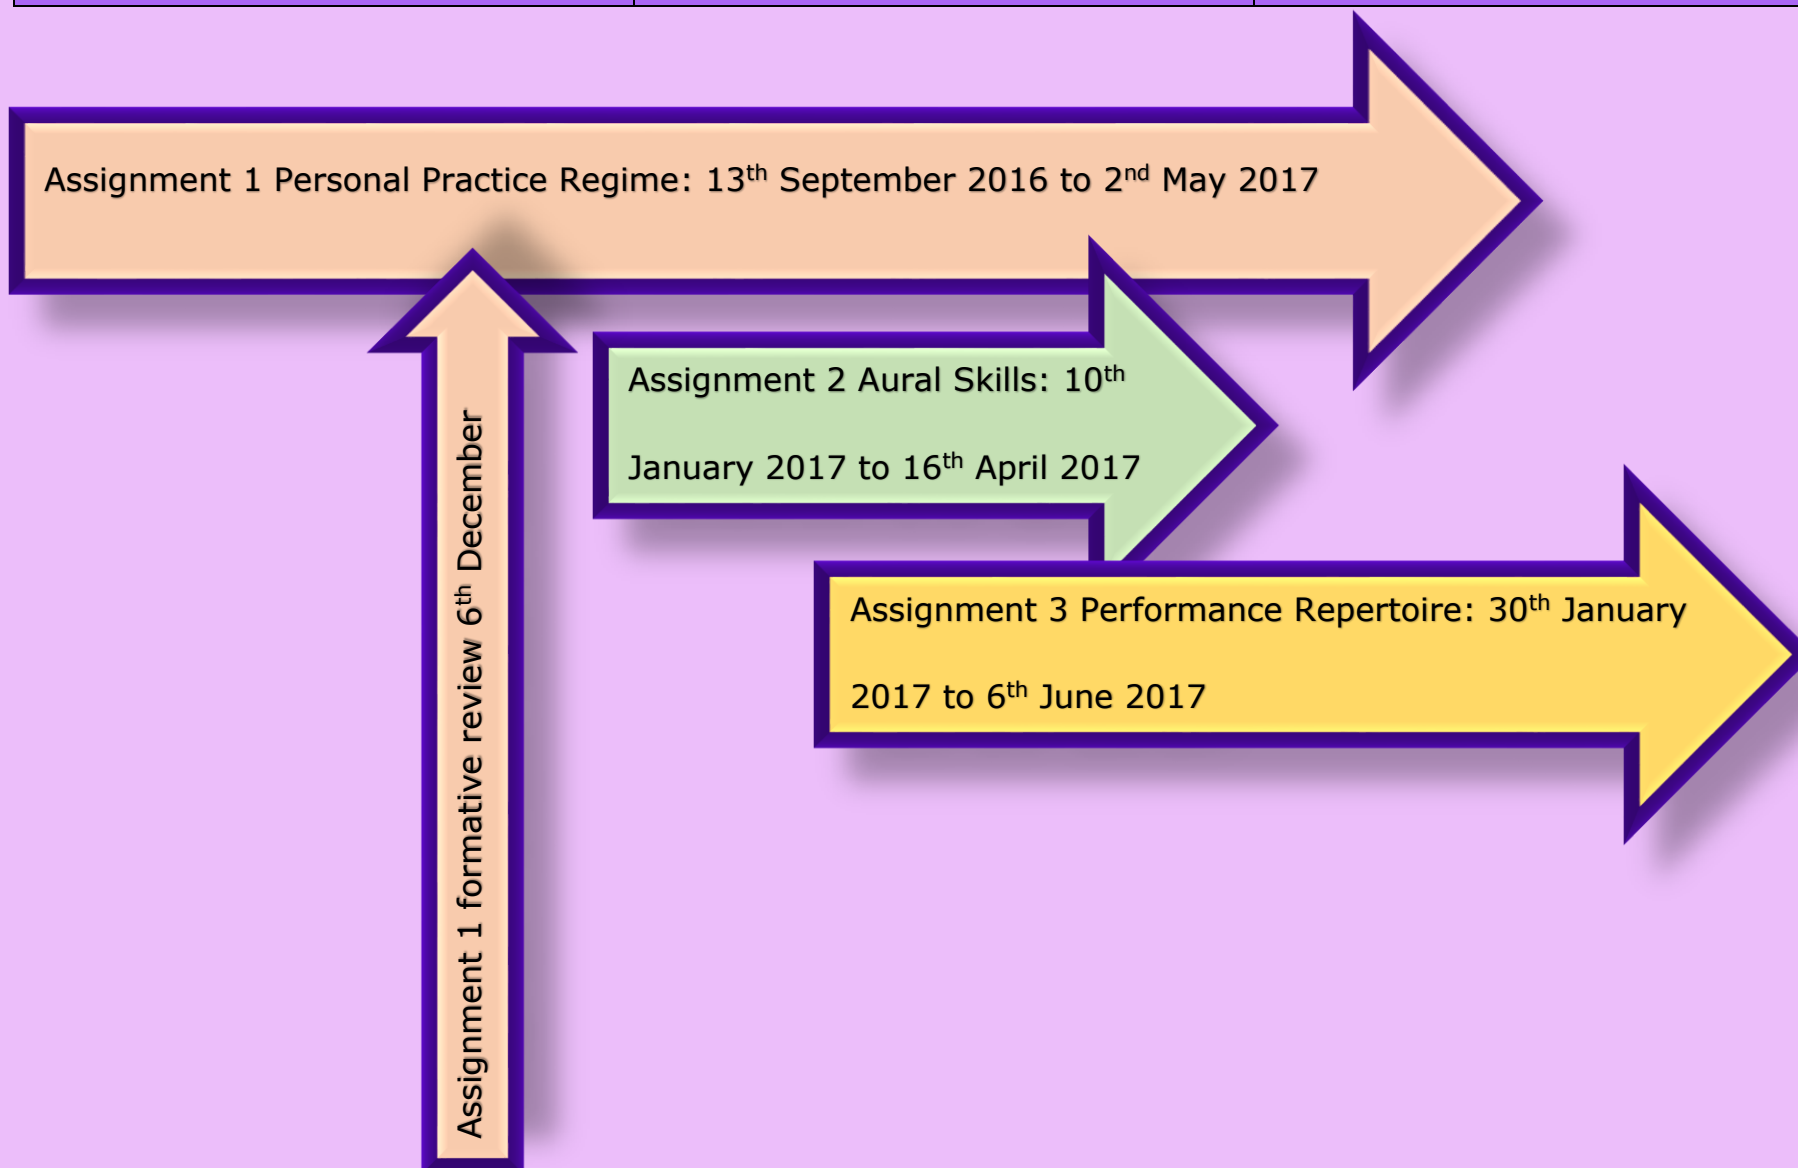 Assignment 1 Personal Practice Regime: 13th September 2016 to 2nd May 2017
Assignment 2 Aural Skills: 10th
January 2017 to 16th April 2017
Assignment 3 Performance Repertoire: 30th January
2017 to 6th June 2017
Assignment 1 formative review 6th December